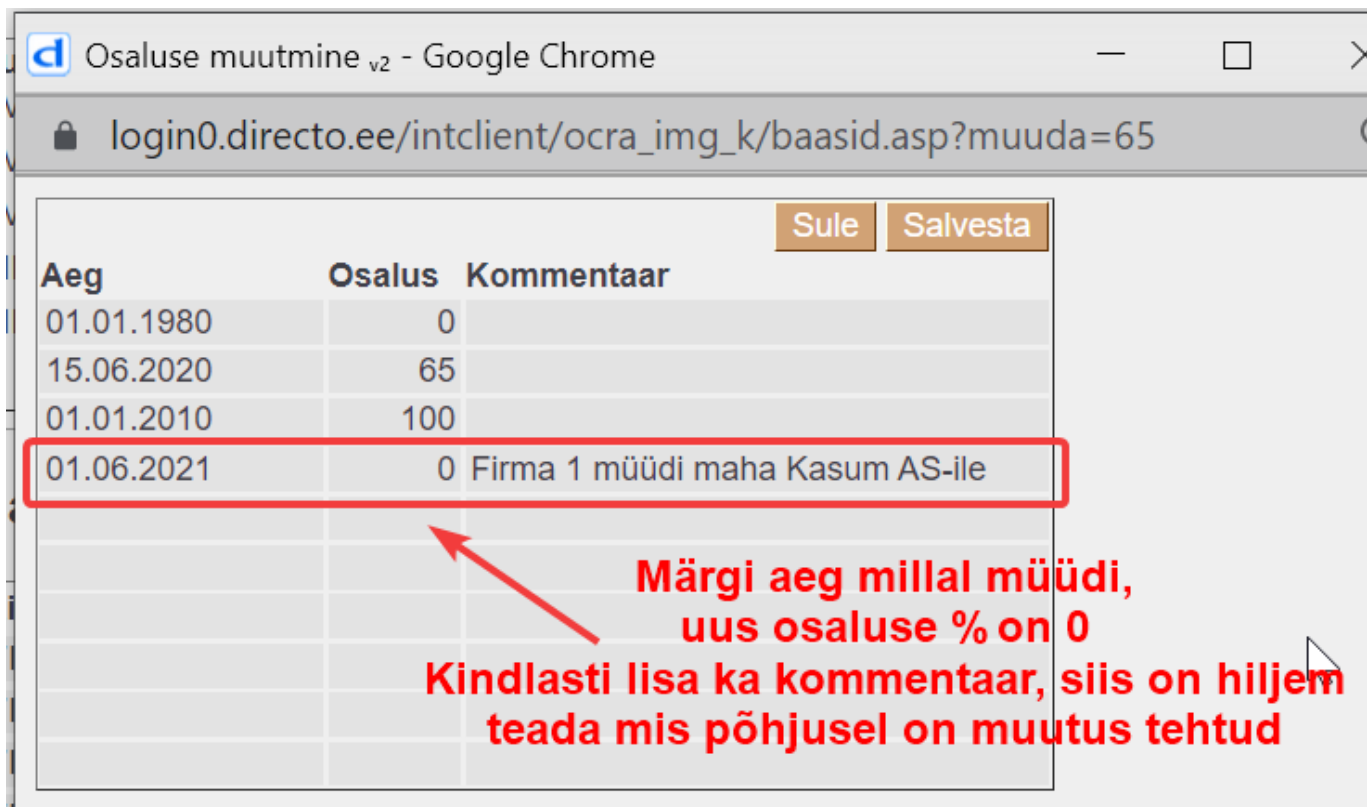 Osaluse muutmine v2 - Google Chrome
login0.directo.ee/intclient/ocra_img_k/baasid.asp?muuda=65
Sule Salvesta
Aeg Osalus Kommentaar
01.01.1980 0
15.06.2020 65
01.01.2010 100
01.06.2021 0 Firma 1 müüdi maha Kasum AS-ile
Märgi aeg millal müüdi,
uus osaluse % on 0
Kindlasti lisa ka kommentaar, siis on hiljem
teada mis põhjusel on muutus tehtud